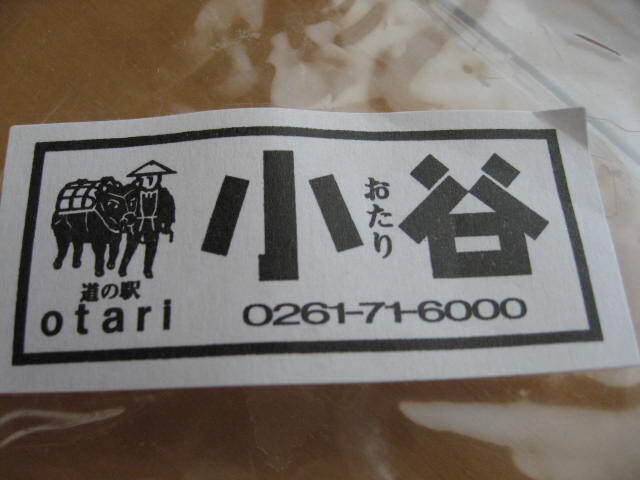 小谷
おたり
道の駅
otari
0261-71-6000